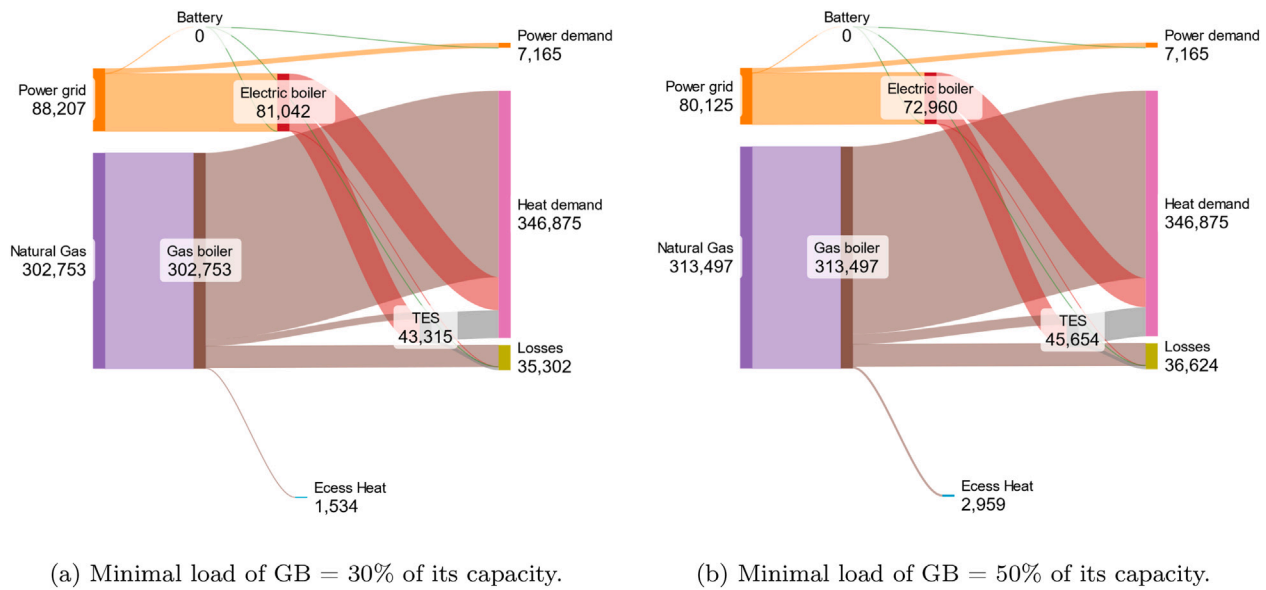 Battery
0
Power demand
7,165
Power grid
88,207
Electric boiler
81,042
Natural Gas
302,753
Gas boiler
302,753
Heat demand
346,875
TES
43,315
Losses
35,302
Ecess Heat
1,534
(a) Minimal load of GB = 30% of its capacity.
Battery
0
Power demand
7,165
Power grid
80,125
Electric boiler
72,960
Natural Gas
313,497
Gas boiler
313,497
Heat demand
346,875
TES
45,654
Losses
36,624
Ecess Heat
2,959
(b) Minimal load of GB = 50% of its capacity.